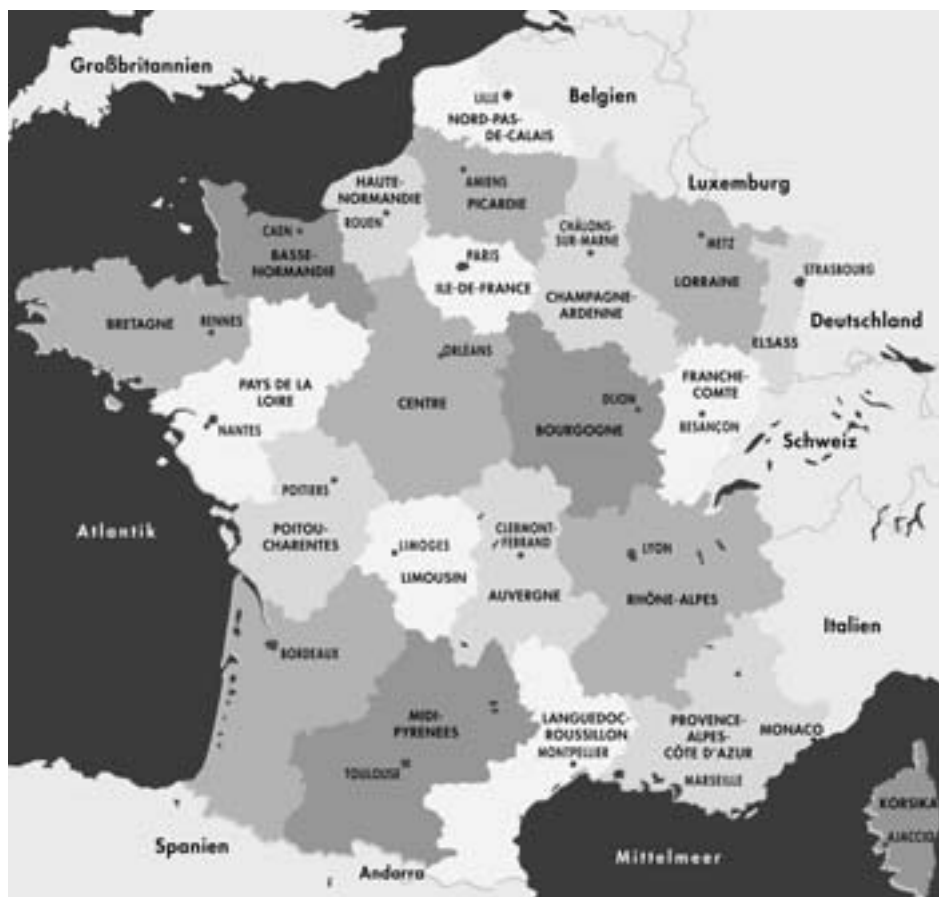 Großbritannien
LILLE
Belgien
NORD-PAS-
DE-CALAIS
HAUTE-
NORMANDIE
ROUEN
AMIENS
PICARDIE
Luxemburg
CAEN
BASSE-
NORMANDIE
PARIS
ILE-DE-FRANCE
CHÂLONS-
SUR-MARNE
CHAMPAGNE-
ARDENNE
METZ
LORRAINE
STRASBOURG
ELSASS
Deutschland
BRETAGNE
RENNES
PAYS DE LA
LOIRE
NANTES
ORLÉANS
CENTRE
DIJON
BOURGOGNE
FRANCHE-
COMTE
BESANÇON
Schweiz
Atlantik
POITIERS
POITOU-
CHARENTES
LIMOGES
LIMOUSIN
CLERMONT-
FERRAND
AUVERGNE
LYON
RHÔNE-ALPES
Italien
BORDEAUX
MIDI-
PYRENEES
TOULOUSE
LANGUEDOC-
ROUSSILLON
MONTPELLIER
PROVENCE-
ALPES-
CÔTE D'AZUR
MONACO
MARSEILLE
KORSIKA
AJACCIO
Spanien
Andorra
Mittelmeer